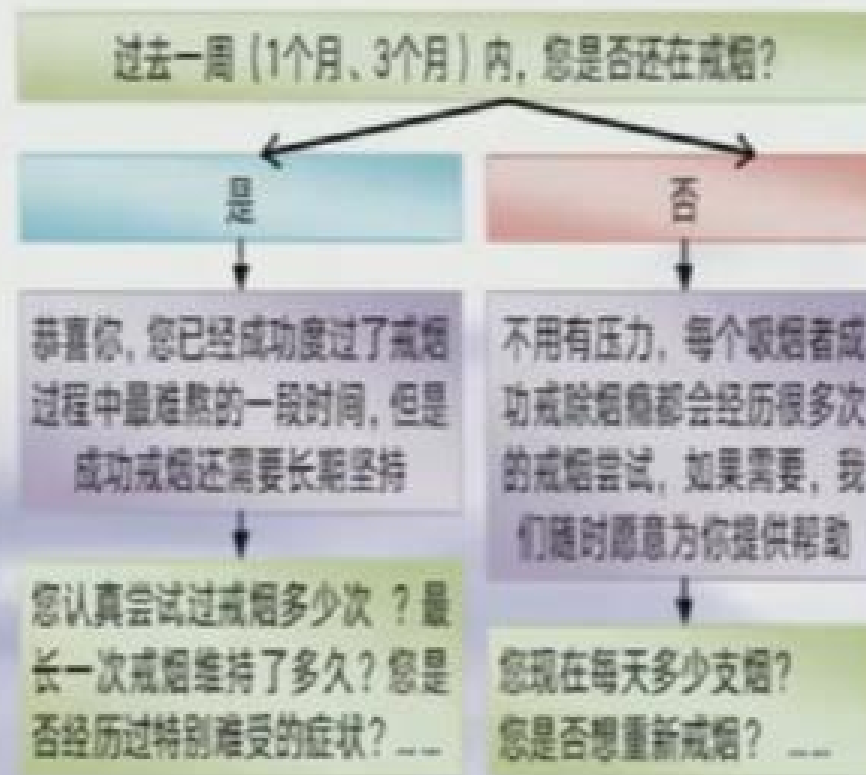 过去一周（1个月、3个月）内，您是否还在戒烟？
是
否
恭喜你，您已经成功度过了戒烟
过程中最难熬的一段时间，但是
成功戒烟还需要长期坚持
不用有压力，每个吸烟者成
功戒除烟瘾都会经历很多次
的戒烟尝试，如果需要，我
们随时愿意为你提供帮助
您认真尝试过戒烟多少次 ？最
长一次戒烟维持了多久？您是
否经历过特别难受的症状？……
您现在每天多少支烟？
您是否想重新戒烟？ ……